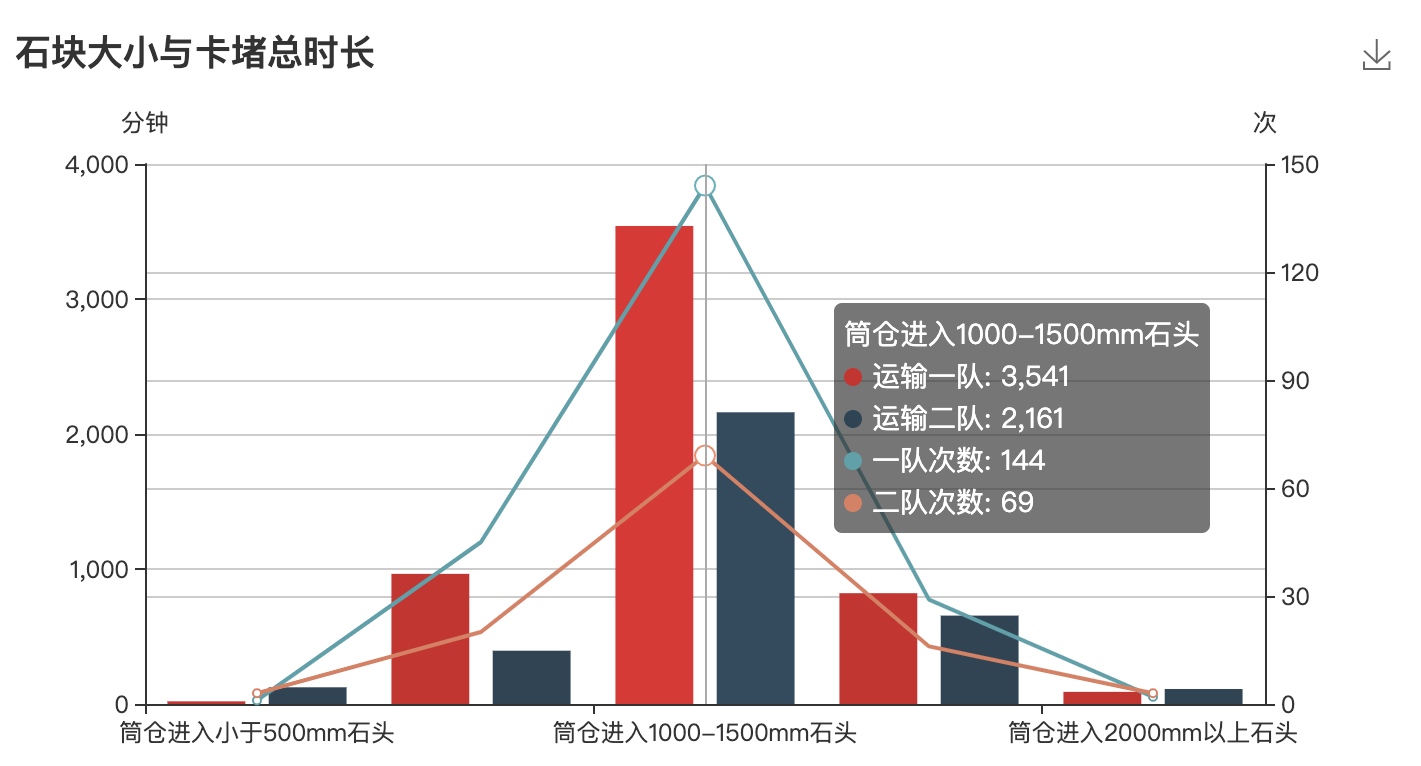 石块大小与卡堵总时长
分钟
次
4,000
3,000
2,000
1,000
0
150
120
90
60
30
0
筒仓进入1000-1500mm石头
运输一队: 3,541
运输二队: 2,161
一队次数: 144
二队次数: 69
筒仓进入小于500mm石头
筒仓进入1000-1500mm石头
筒仓进入2000mm以上石头